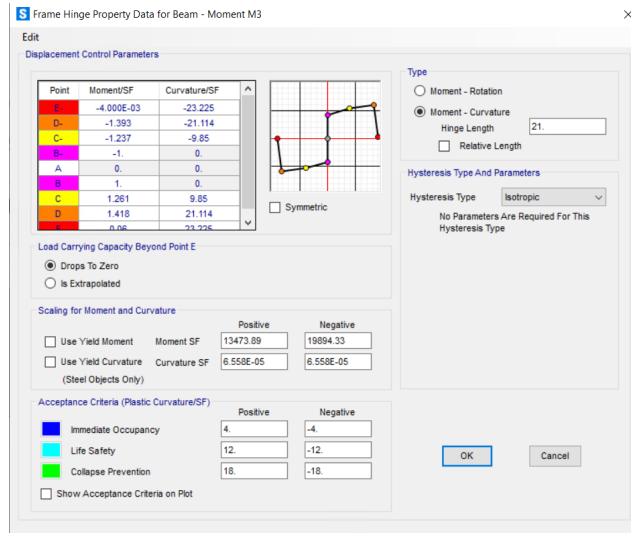 S Frame Hinge Property Data for Beam - Moment M3
Edit
Displacement Control Parameters
Point Moment/SF Curvature/SF
E- -4.000E-03 -23.225
D- -1.393 -21.114
C- -1.237 -9.85
B- -1. 0.
A 0. 0.
B 1. 0.
C 1.261 9.85
D 1.418 21.114
E 0.06 23.225
Symmetric
Load Carrying Capacity Beyond Point E
Drops To Zero
Is Extrapolated
Scaling for Moment and Curvature
Positive Negative
Use Yield Moment Moment SF 13473.89 19894.33
Use Yield Curvature Curvature SF 6.558E-05 6.558E-05
(Steel Objects Only)
Acceptance Criteria (Plastic Curvature/SF)
Positive Negative
Immediate Occupancy 4. -4.
Life Safety 12. -12.
Collapse Prevention 18. -18.
Show Acceptance Criteria on Plot
Type
Moment - Rotation
Moment - Curvature
Hinge Length 21.
Relative Length
Hysteresis Type And Parameters
Hysteresis Type Isotropic
No Parameters Are Required For This
Hysteresis Type
OK Cancel